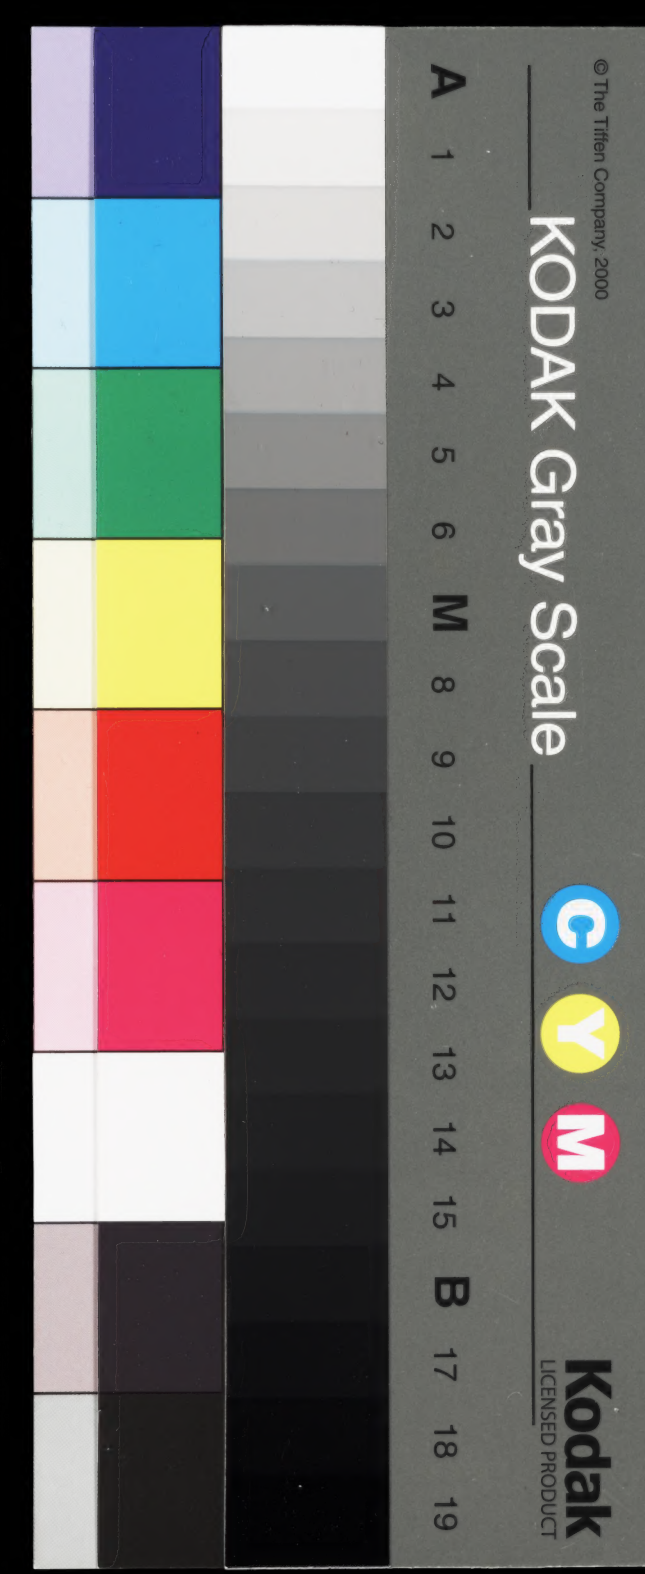 © The Tiffen Company, 2000
KODAK Gray Scale
C Y M
Kodak
LICENSED PRODUCT
A 1 2 3 4 5 6 M 8 9 10 11 12 13 14 15 B 17 18 19